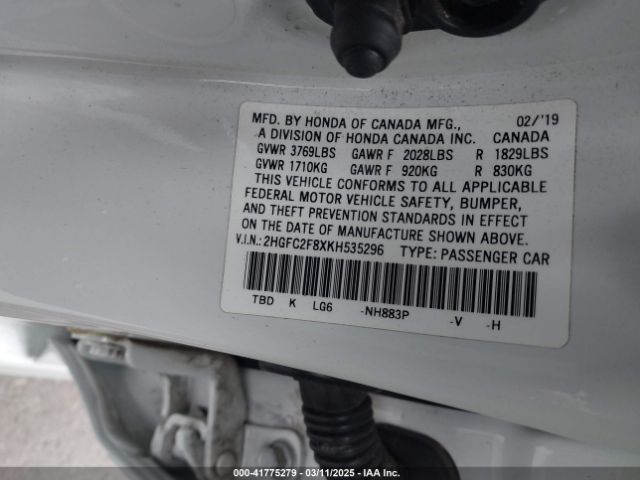 MFD. BY HONDA OF CANADA MFG., 02/'19
A DIVISION OF HONDA CANADA INC. CANADA
GVWR 3769LBS GAWR F 2028LBS R 1829LBS
GVWR 1710KG GAWR F 920KG R 830KG
THIS VEHICLE CONFORMS TO ALL APPLICABLE
FEDERAL MOTOR VEHICLE SAFETY, BUMPER,
AND THEFT PREVENTION STANDARDS IN EFFECT
ON THE DATE OF MANUFACTURE SHOWN ABOVE.
V.I.N.: 2HGFC2F8XKH535296 TYPE: PASSENGER CAR
TBD K LG6 -NH883P -V -H
000-41775279 - 03/11/2025 - IAA Inc.